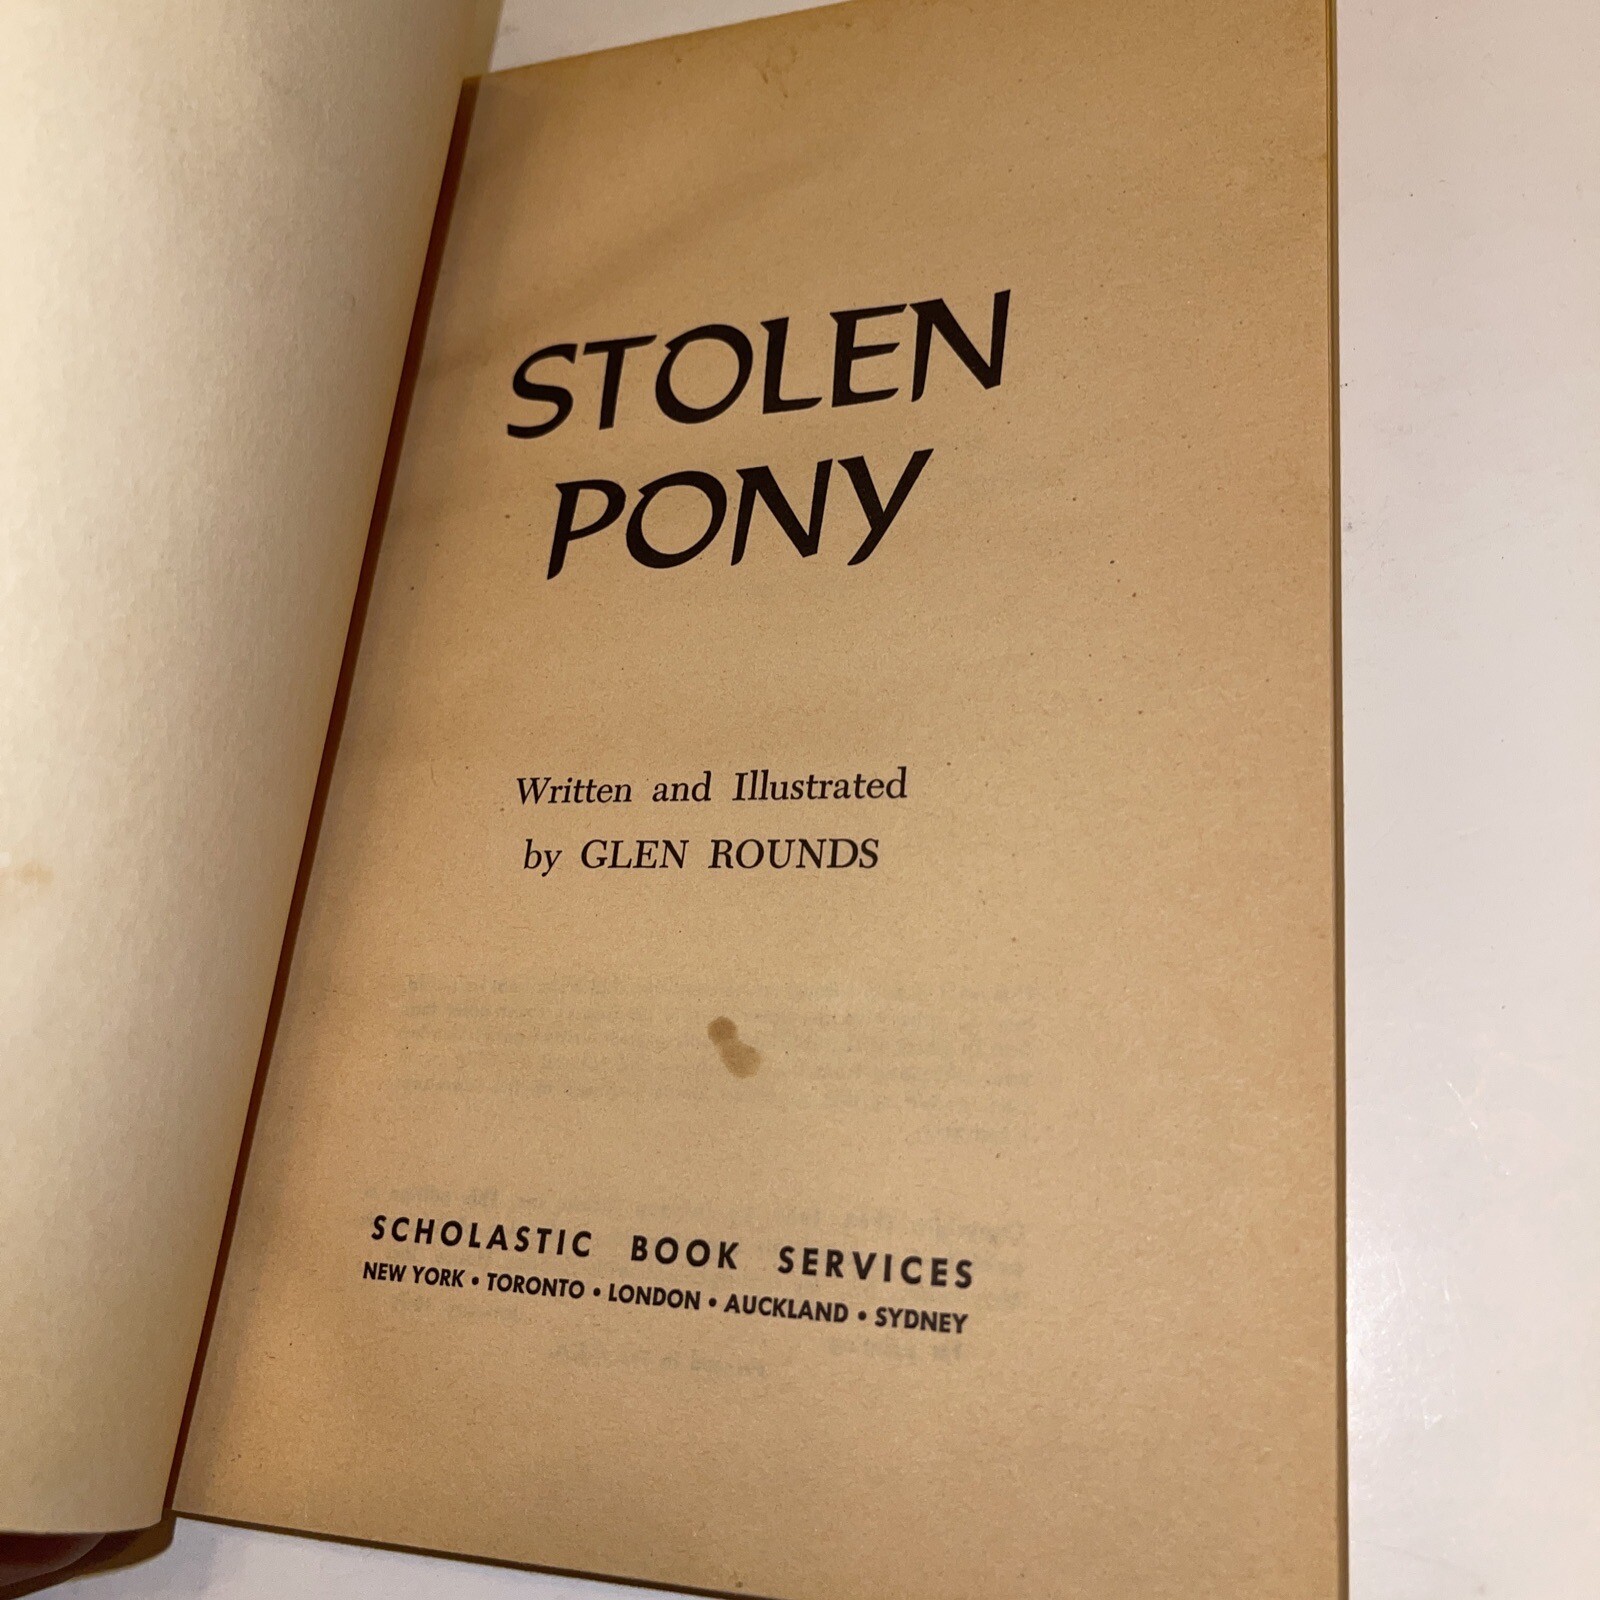 STOLEN
PONY
Written and Illustrated
by GLEN ROUNDS
SCHOLASTIC BOOK SERVICES
NEW YORK • TORONTO • LONDON • AUCKLAND • SYDNEY